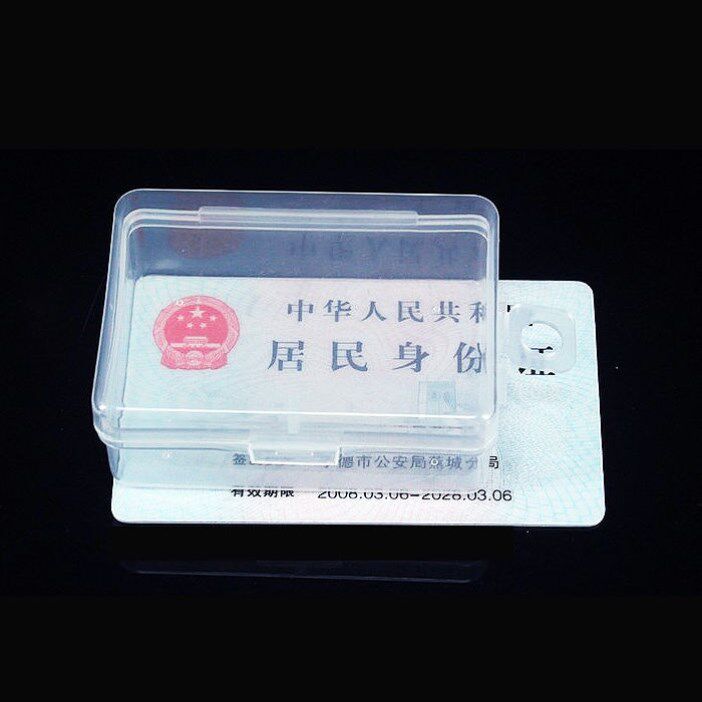 中华人民共和
居民身份
签 德市公安局蕉城分局
有效期限 2008.03.06-2028.03.06